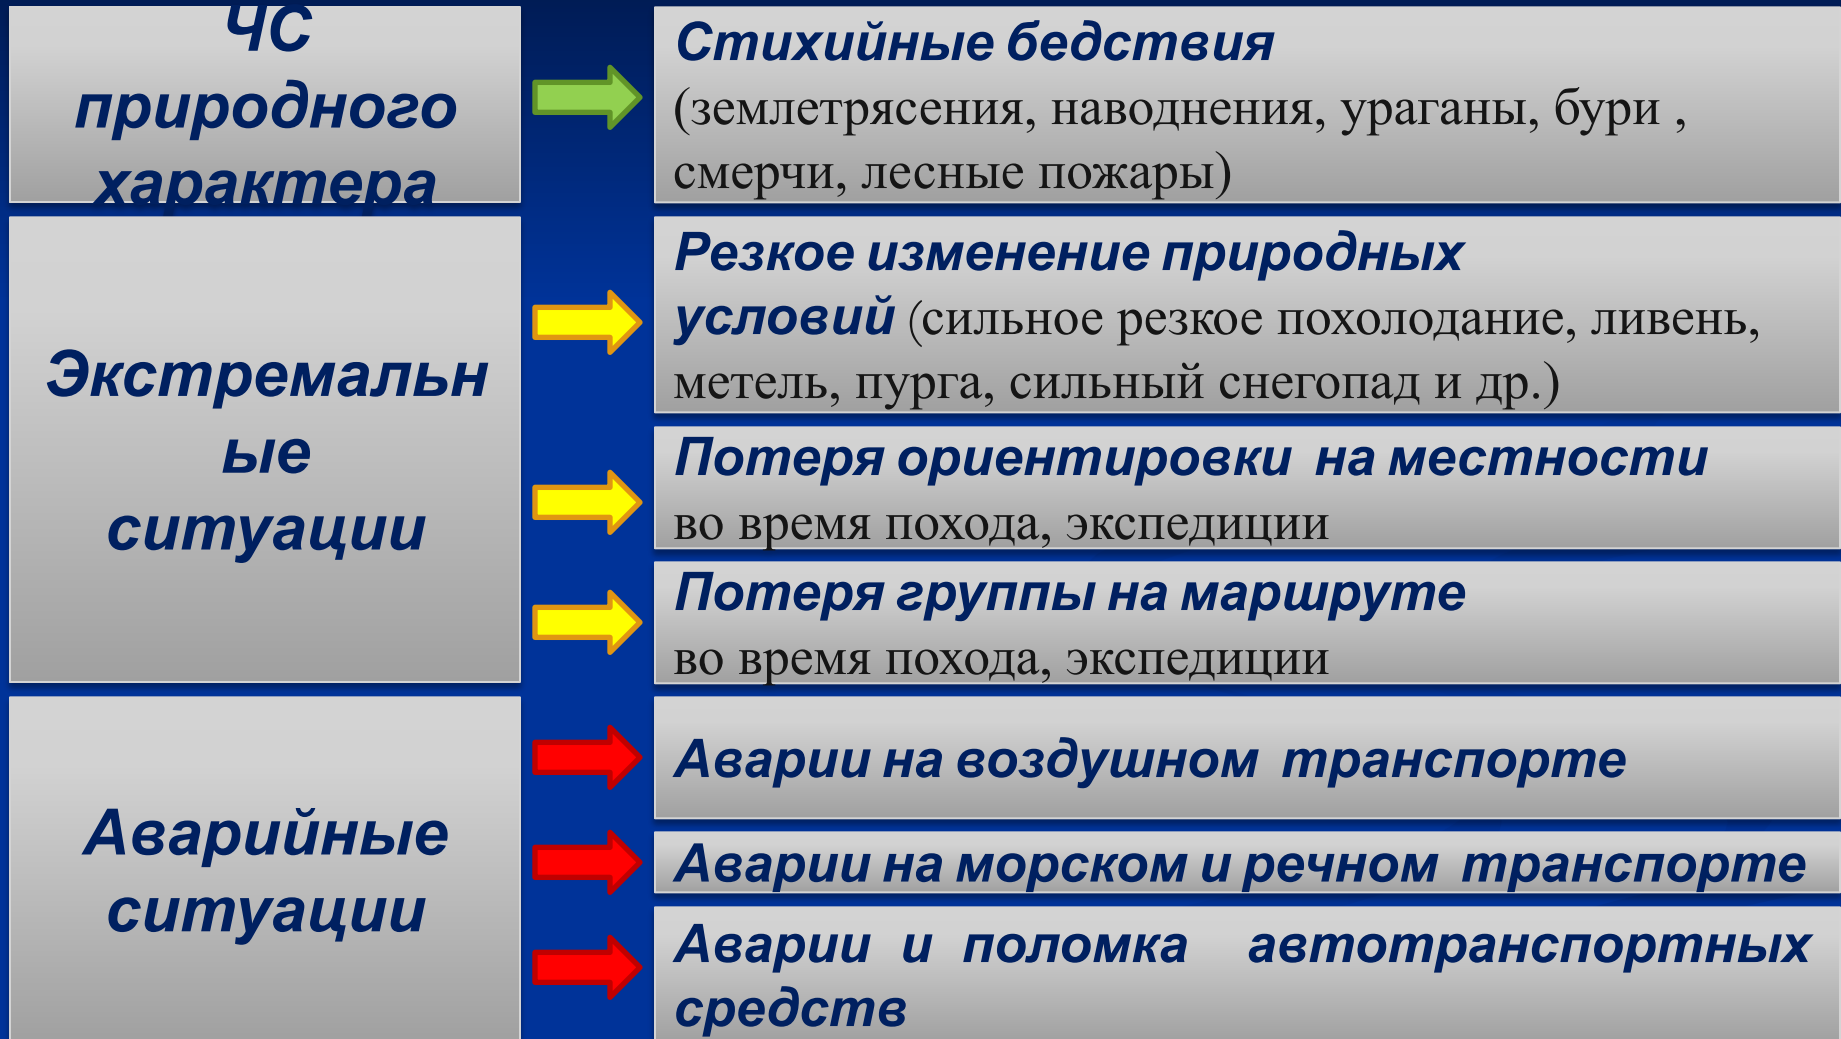 ЧС
природного
характера
Стихийные бедствия
(землетрясения, наводнения, ураганы, бури ,
смерчи, лесные пожары)
Экстремальн
ые
ситуации
Резкое изменение природных
условий (сильное резкое похолодание, ливень,
метель, пурга, сильный снегопад и др.)
Потеря ориентировки на местности
во время похода, экспедиции
Потеря группы на маршруте
во время похода, экспедиции
Аварийные
ситуации
Аварии на воздушном транспорте
Аварии на морском и речном транспорте
Аварии и поломка автотранспортных
средств